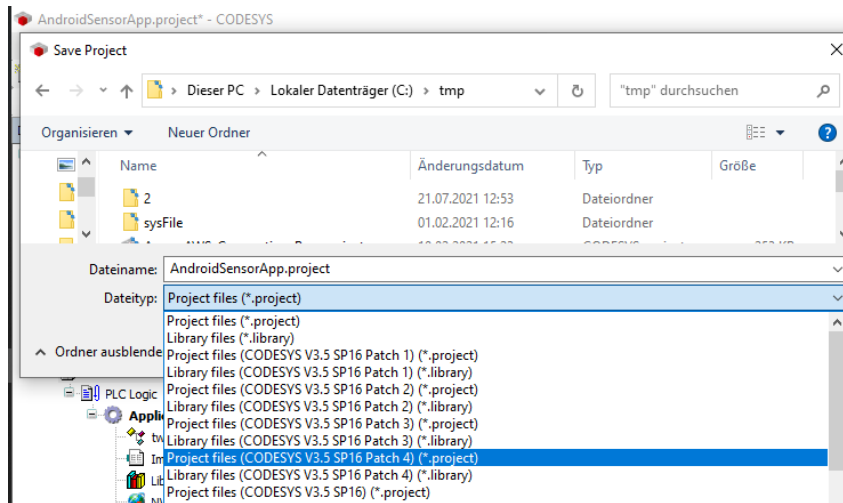 AndroidSensorApp.project* - CODESYS
Save Project
Dieser PC > Lokaler Datenträger (C:) > tmp
"tmp" durchsuchen
Organisieren
Neuer Ordner
Name Änderungsdatum Typ Größe
2 21.07.2021 12:53 Dateiordner
sysFile 01.02.2021 12:16 Dateiordner
Dateiname: AndroidSensorApp.project
Dateityp: Project files (*.project)
Project files (*.project)
Library files (*.library)
Project files (CODESYS V3.5 SP16 Patch 1) (*.project)
Ordner ausblende
Library files (CODESYS V3.5 SP16 Patch 1) (*.library)
Project files (CODESYS V3.5 SP16 Patch 2) (*.project)
PLC Logic
Library files (CODESYS V3.5 SP16 Patch 2) (*.library)
Appli
Project files (CODESYS V3.5 SP16 Patch 3) (*.project)
tw
Library files (CODESYS V3.5 SP16 Patch 3) (*.library)
Im
Project files (CODESYS V3.5 SP16 Patch 4) (*.project)
Lib
Library files (CODESYS V3.5 SP16 Patch 4) (*.library)
Project files (CODESYS V3.5 SP16) (*.project)